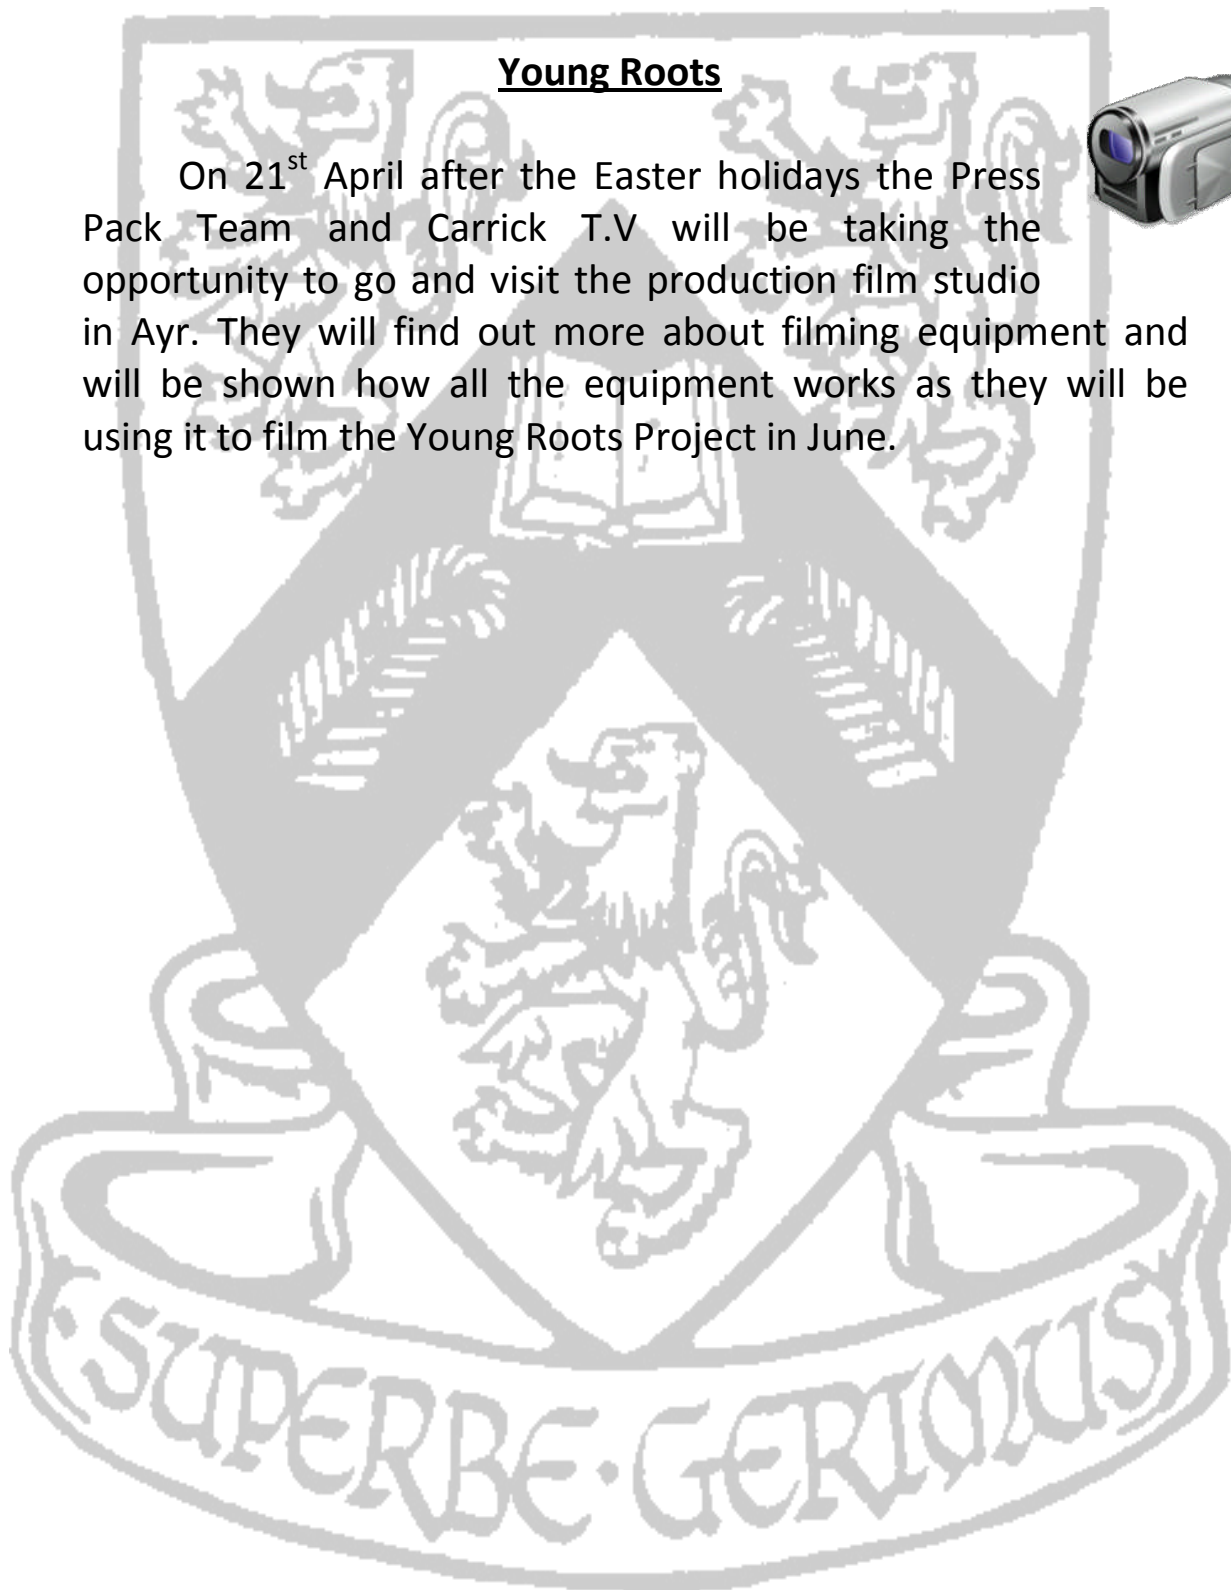 Young Roots
On 21st April after the Easter holidays the Press
Pack Team and Carrick T.V will be taking the
opportunity to go and visit the production film studio
in Ayr. They will find out more about filming equipment and
will be shown how all the equipment works as they will be
using it to film the Young Roots Project in June.
SUPERBE·GERIMUS